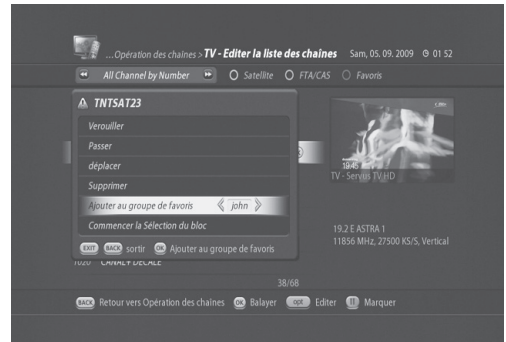 ...Opération des chaînes > TV - Editer la liste des chaînes Sam, 05. 09. 2009 01 52
All Channel by Number Satellite FTA/CAS Favoris
TNTSAT23
Verouiller
Passer
déplacer
Supprimer
Ajouter au groupe de favoris john
Commencer la Sélection du bloc
EXIT BACK sortir OK Ajouter au groupe de favoris
19:45
TV - Servus TV HD
19.2 E ASTRA 1
11856 MHz, 27500 KS/S, Vertical
1020 CANAL+ DECALE
38/68
BACK Retour vers Opération des chaînes OK Balayer opt Editer Marquer